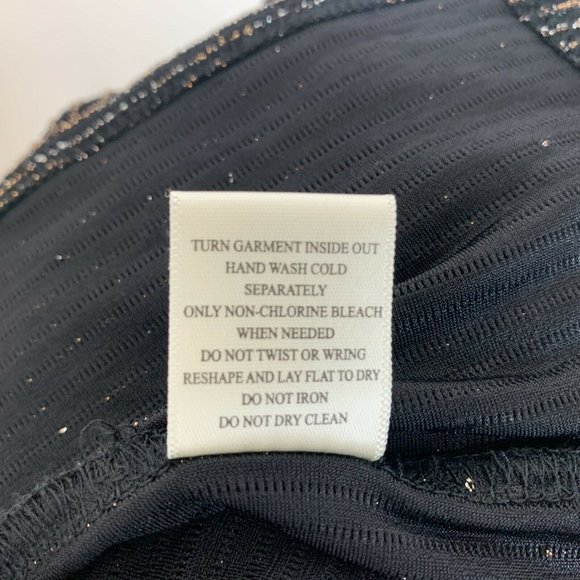 TURN GARMENT INSIDE OUT
HAND WASH COLD
SEPARATELY
ONLY NON-CHLORINE BLEACH
WHEN NEEDED
DO NOT TWIST OR WRING
RESHAPE AND LAY FLAT TO DRY
DO NOT IRON
DO NOT DRY CLEAN